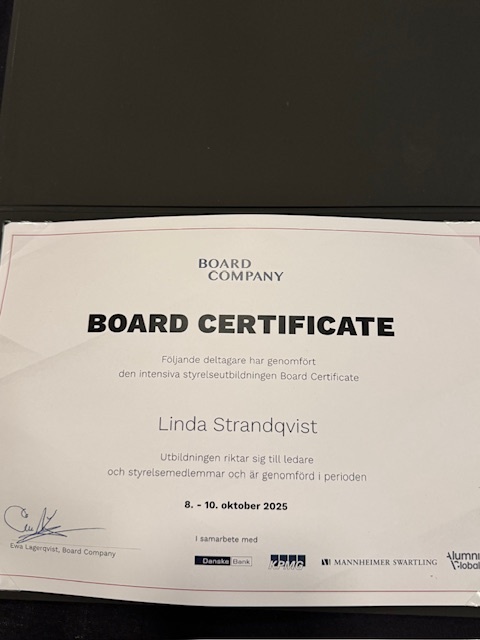 BOARD
COMPANY
BOARD CERTIFICATE
Följande deltagare har genomfört
den intensiva styrelseutbildningen Board Certificate
Linda Strandqvist
Utbildningen riktar sig till ledare
och styrelsemedlemmar och är genomförd i perioden
8. - 10. oktober 2025
Ewa Lagerqvist, Board Company
I samarbete med
Danske Bank
KPMG
MANNHEIMER SWARTLING
Alumni
Global